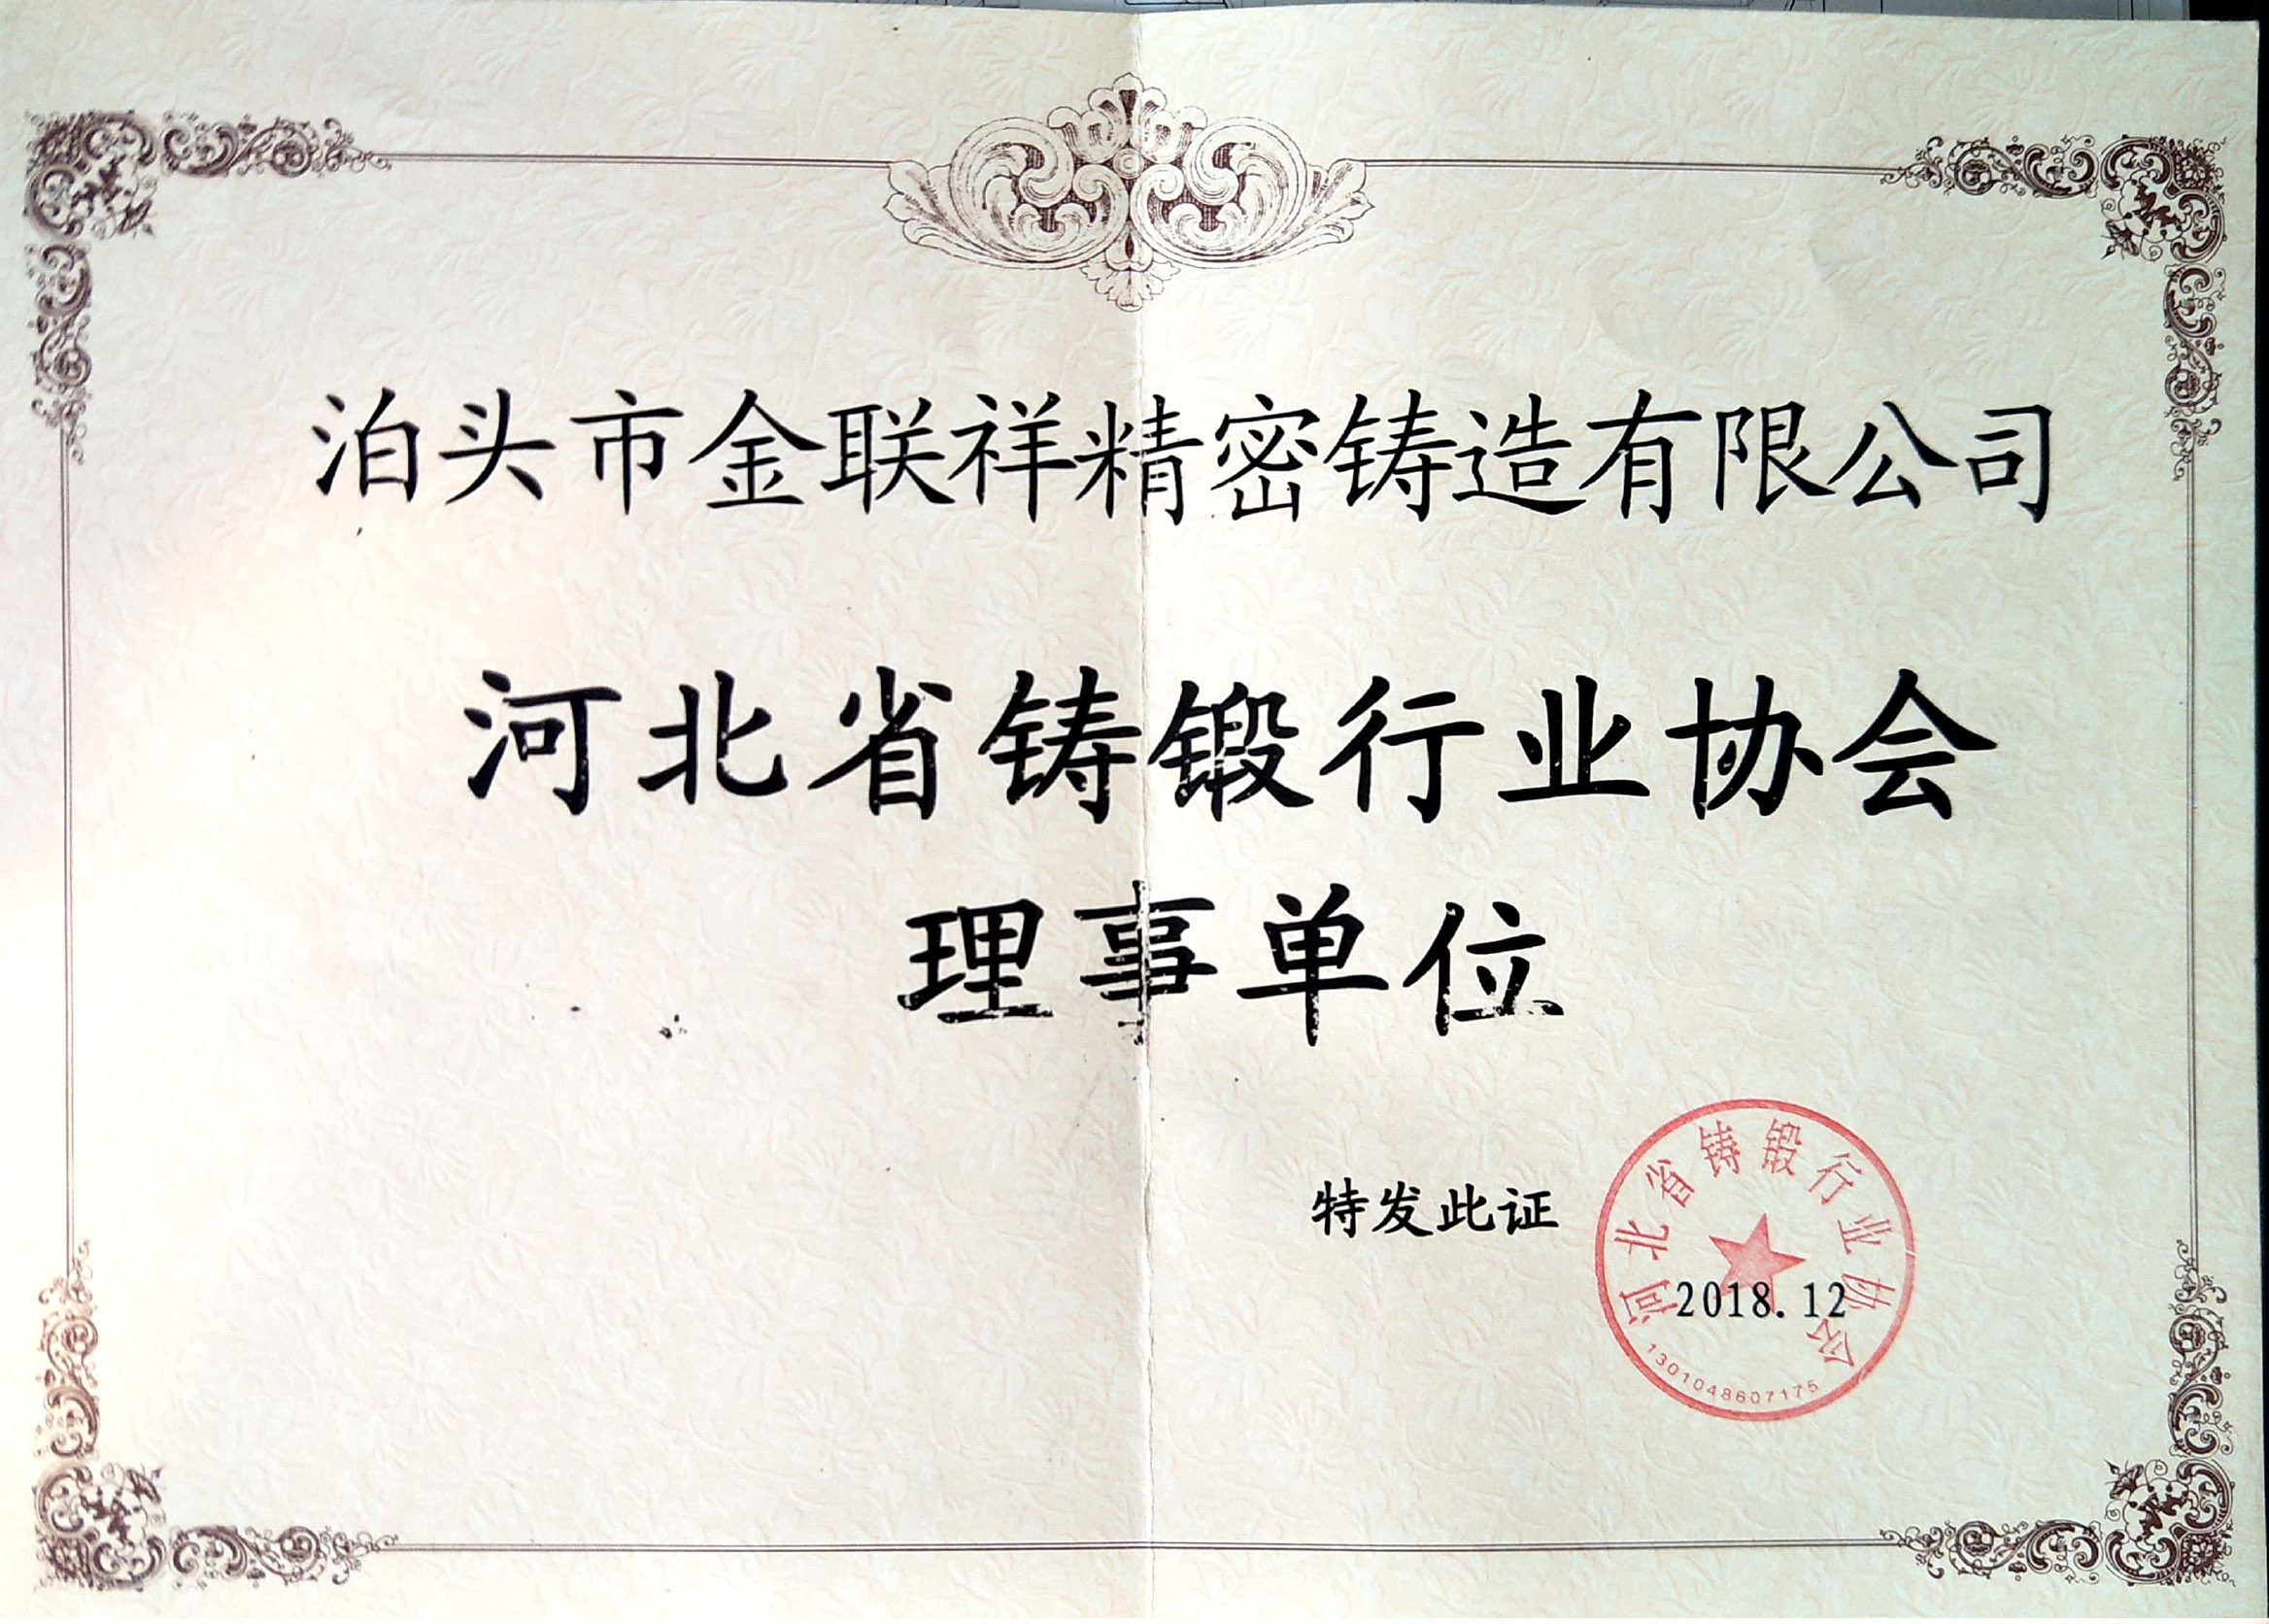 泊头市金联祥精密铸造有限公司
河北省铸锻行业协会
理事单位
特发此证
河北省铸锻行业协会
2018.12
1301048607175